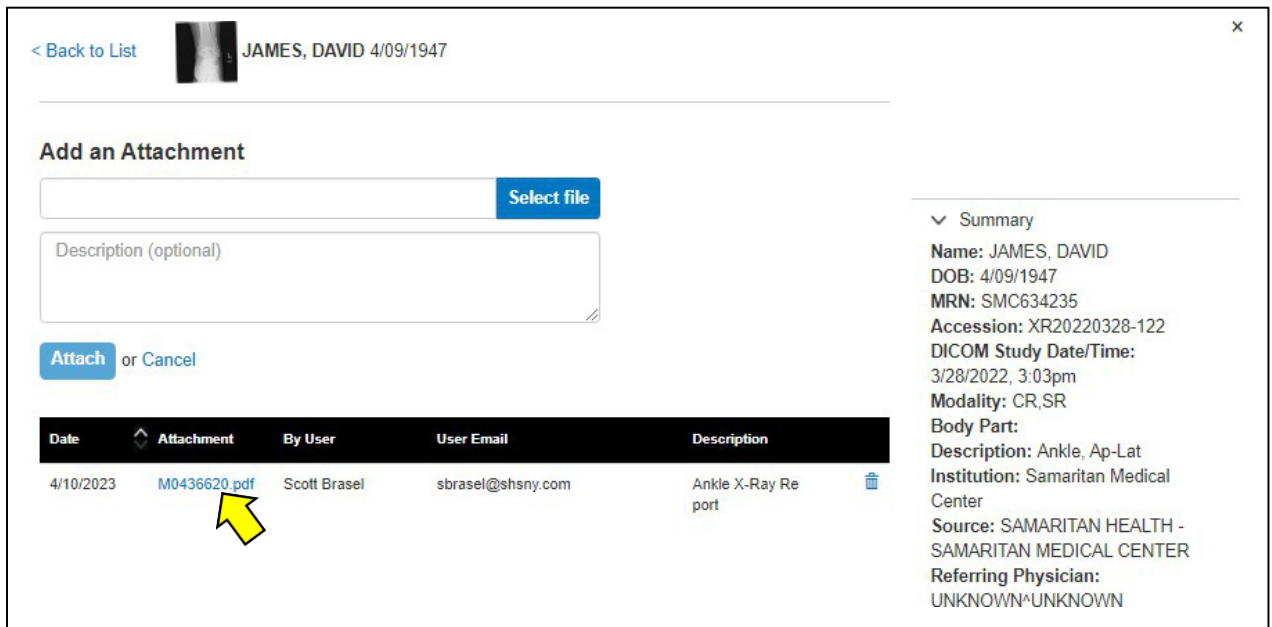 ×
< Back to List
JAMES, DAVID 4/09/1947
Add an Attachment
Select file
Description (optional)
Attach or Cancel
Date Attachment By User User Email Description
4/10/2023 M0436620.pdf Scott Brasel sbrasel@shsny.com Ankle X-Ray Re
port
Summary
Name: JAMES, DAVID
DOB: 4/09/1947
MRN: SMC634235
Accession: XR20220328-122
DICOM Study Date/Time:
3/28/2022, 3:03pm
Modality: CR,SR
Body Part:
Description: Ankle, Ap-Lat
Institution: Samaritan Medical
Center
Source: SAMARITAN HEALTH -
SAMARITAN MEDICAL CENTER
Referring Physician:
UNKNOWN^UNKNOWN